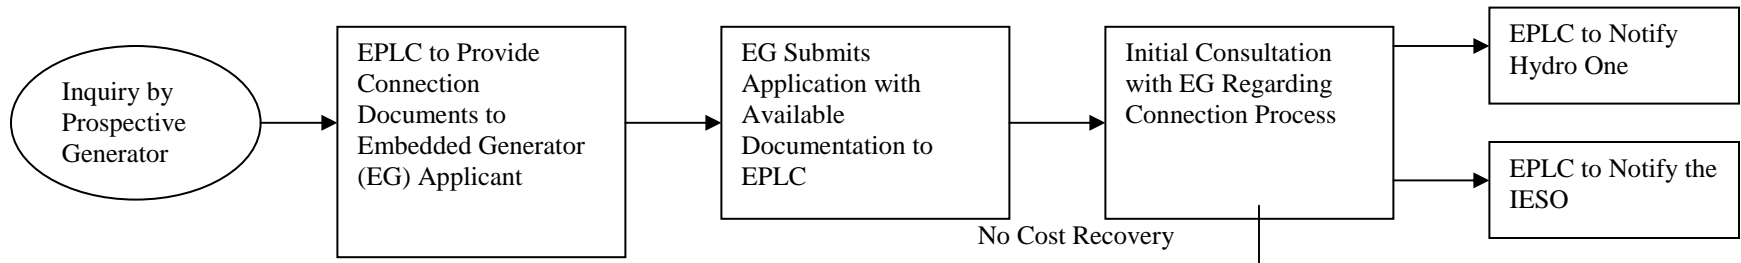 Inquiry by
Prospective
Generator
EPLC to Provide
Connection
Documents to
Embedded Generator
(EG) Applicant
EG Submits
Application with
Available
Documentation to
EPLC
Initial Consultation
with EG Regarding
Connection Process
EPLC to Notify
Hydro One
EPLC to Notify the
IESO
No Cost Recovery